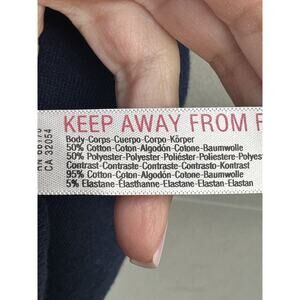 KEEP AWAY FROM F
Body-Corps-Cuerpo-Corpo-Körper
50% Cotton-Coton-Algodón-Cotone-Baumwolle
50% Polyester-Polyester-Poliéster-Poliestere-Polyes
Contrast-Contraste-Contraste-Contrasto-Kontrast
95% Cotton-Coton-Algodón-Cotone-Baumwolle
5% Elastane-Élasthanne-Elastane-Elastan-Elastan
CA 32054